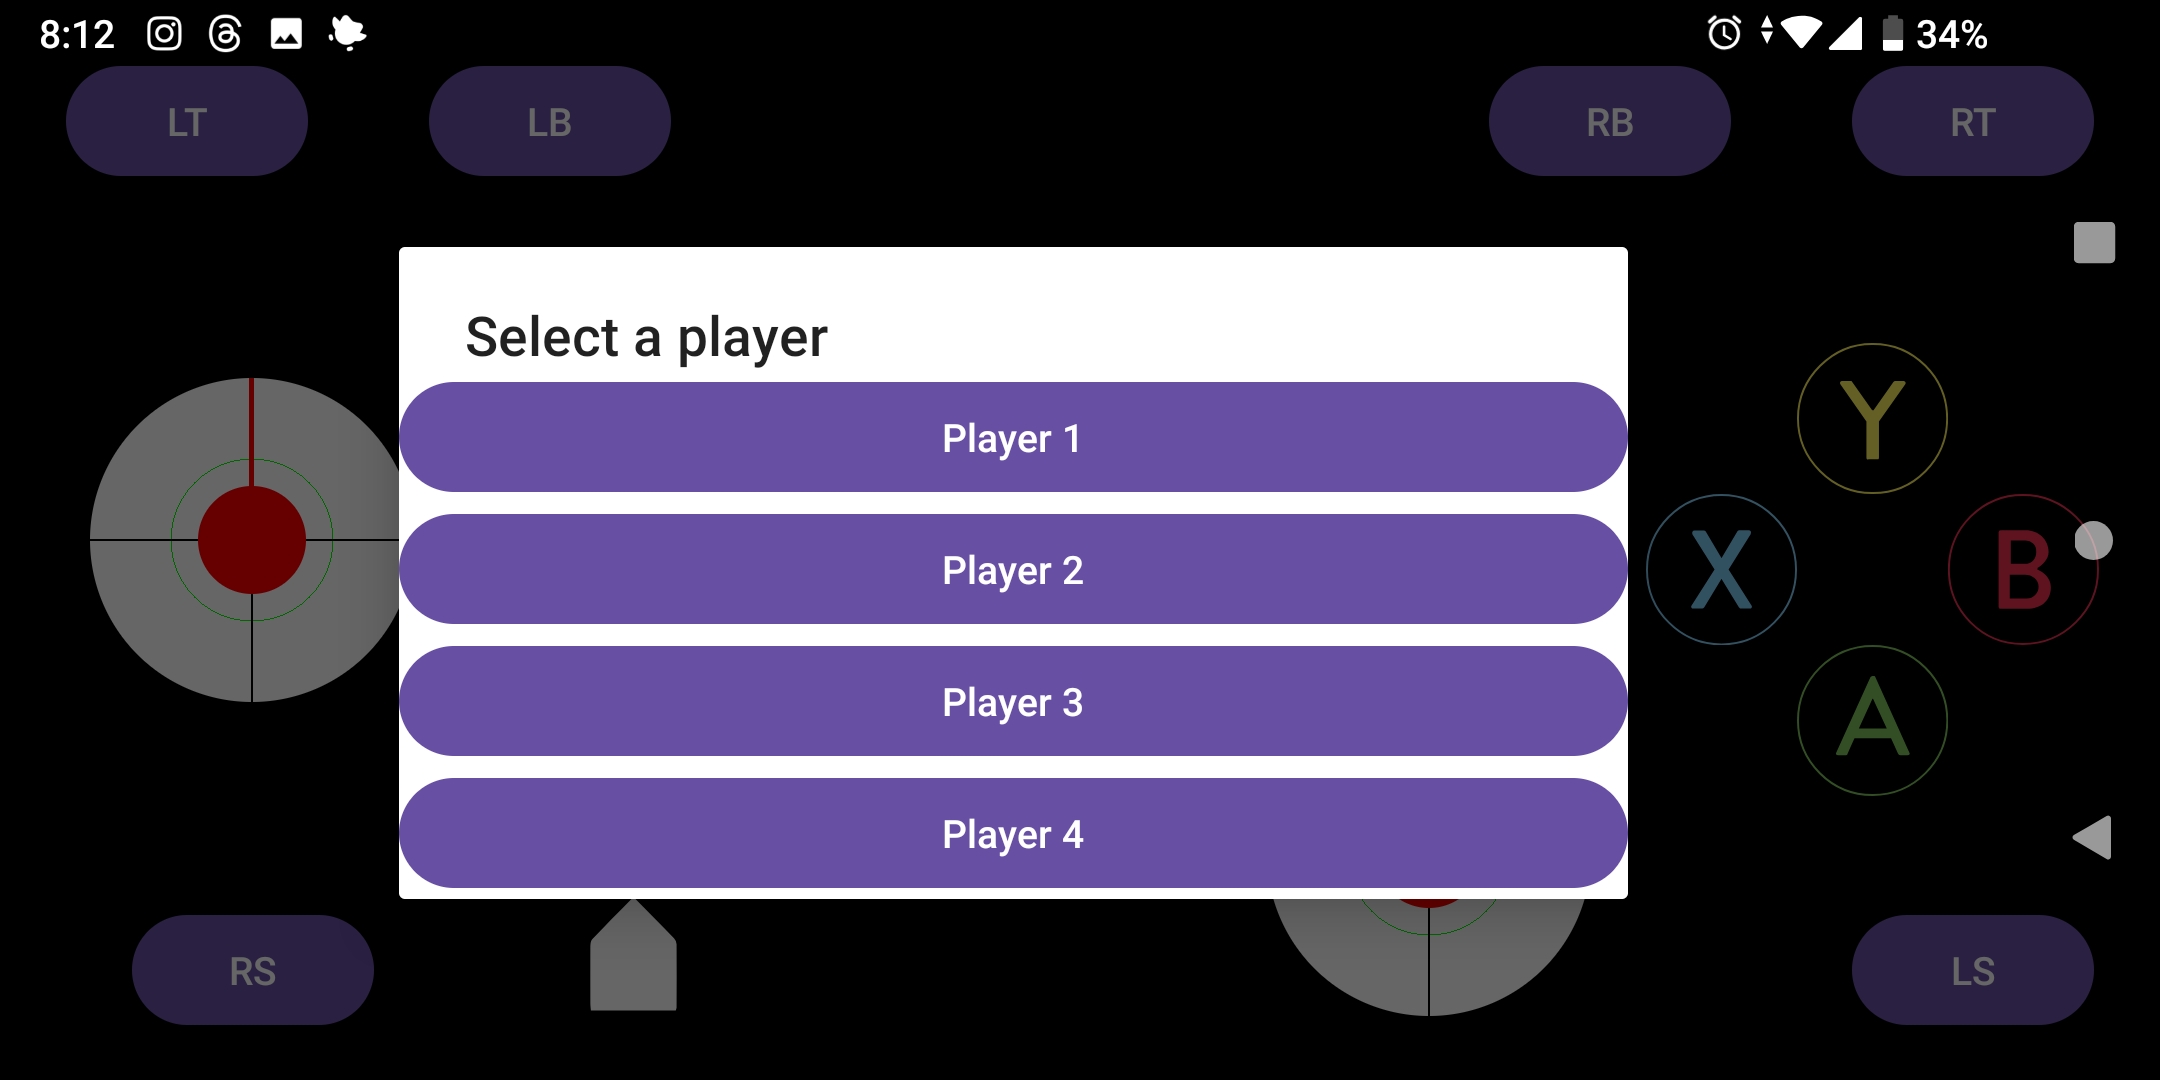 8:12 34%
LT LB RB RT
Select a player
Player 1
Player 2
Player 3
Player 4
Y
X B
A
RS LS